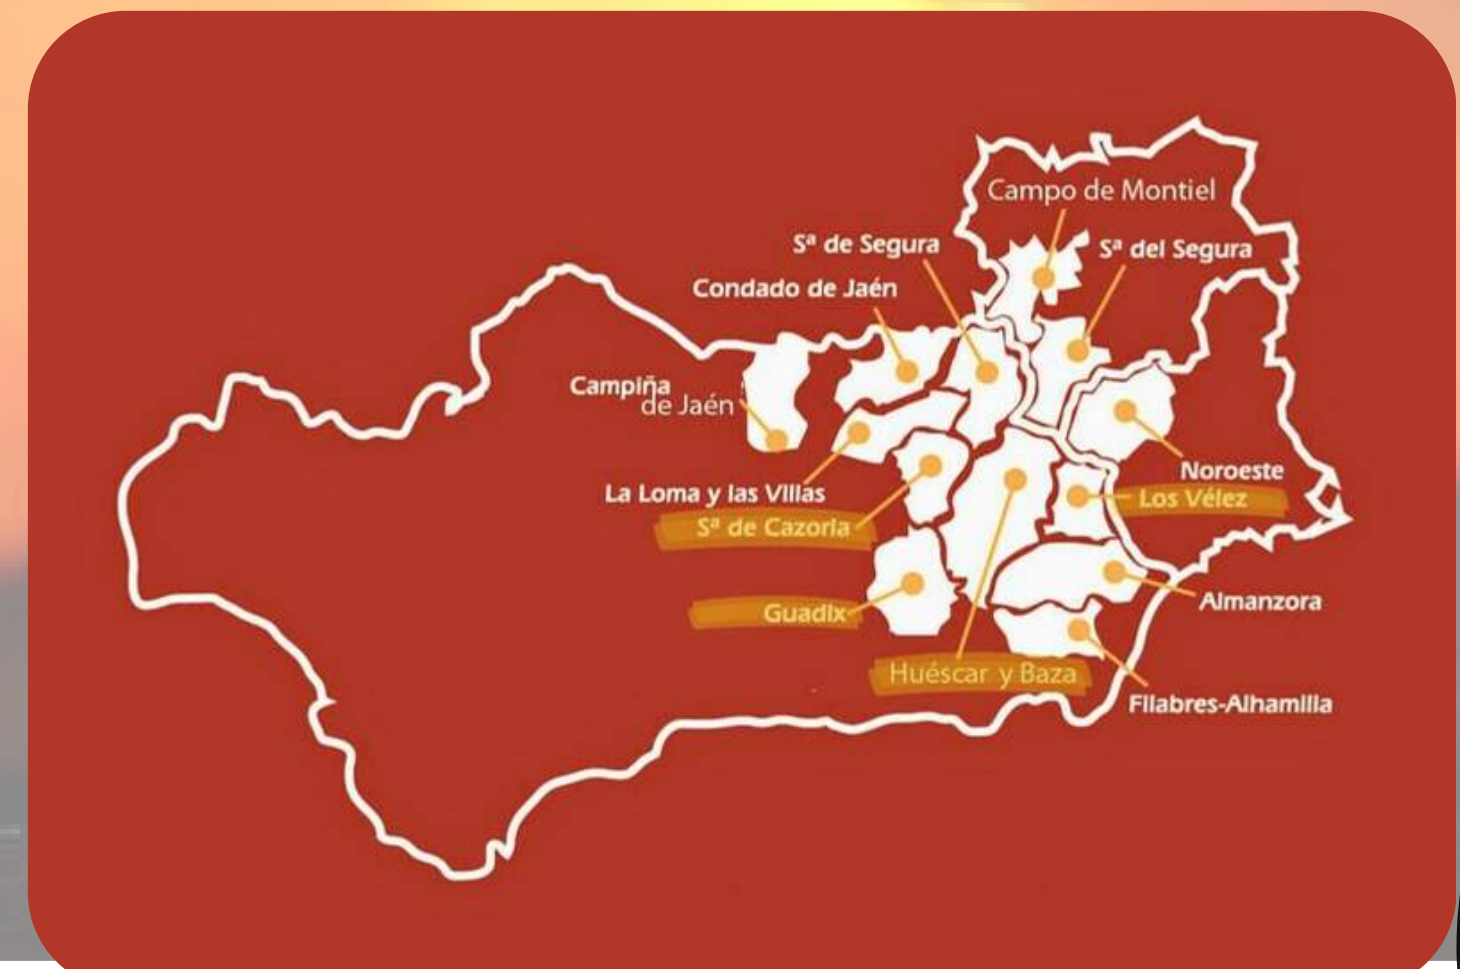 Campo de Montiel
Sª de Segura
Sª del Segura
Condado de Jaén
Campiña
de Jaén
Noroeste
La Loma y las Villas
Los Vélez
Sª de Cazorla
Almanzora
Guadix
Huéscar y Baza
Filabres-Alhamilla